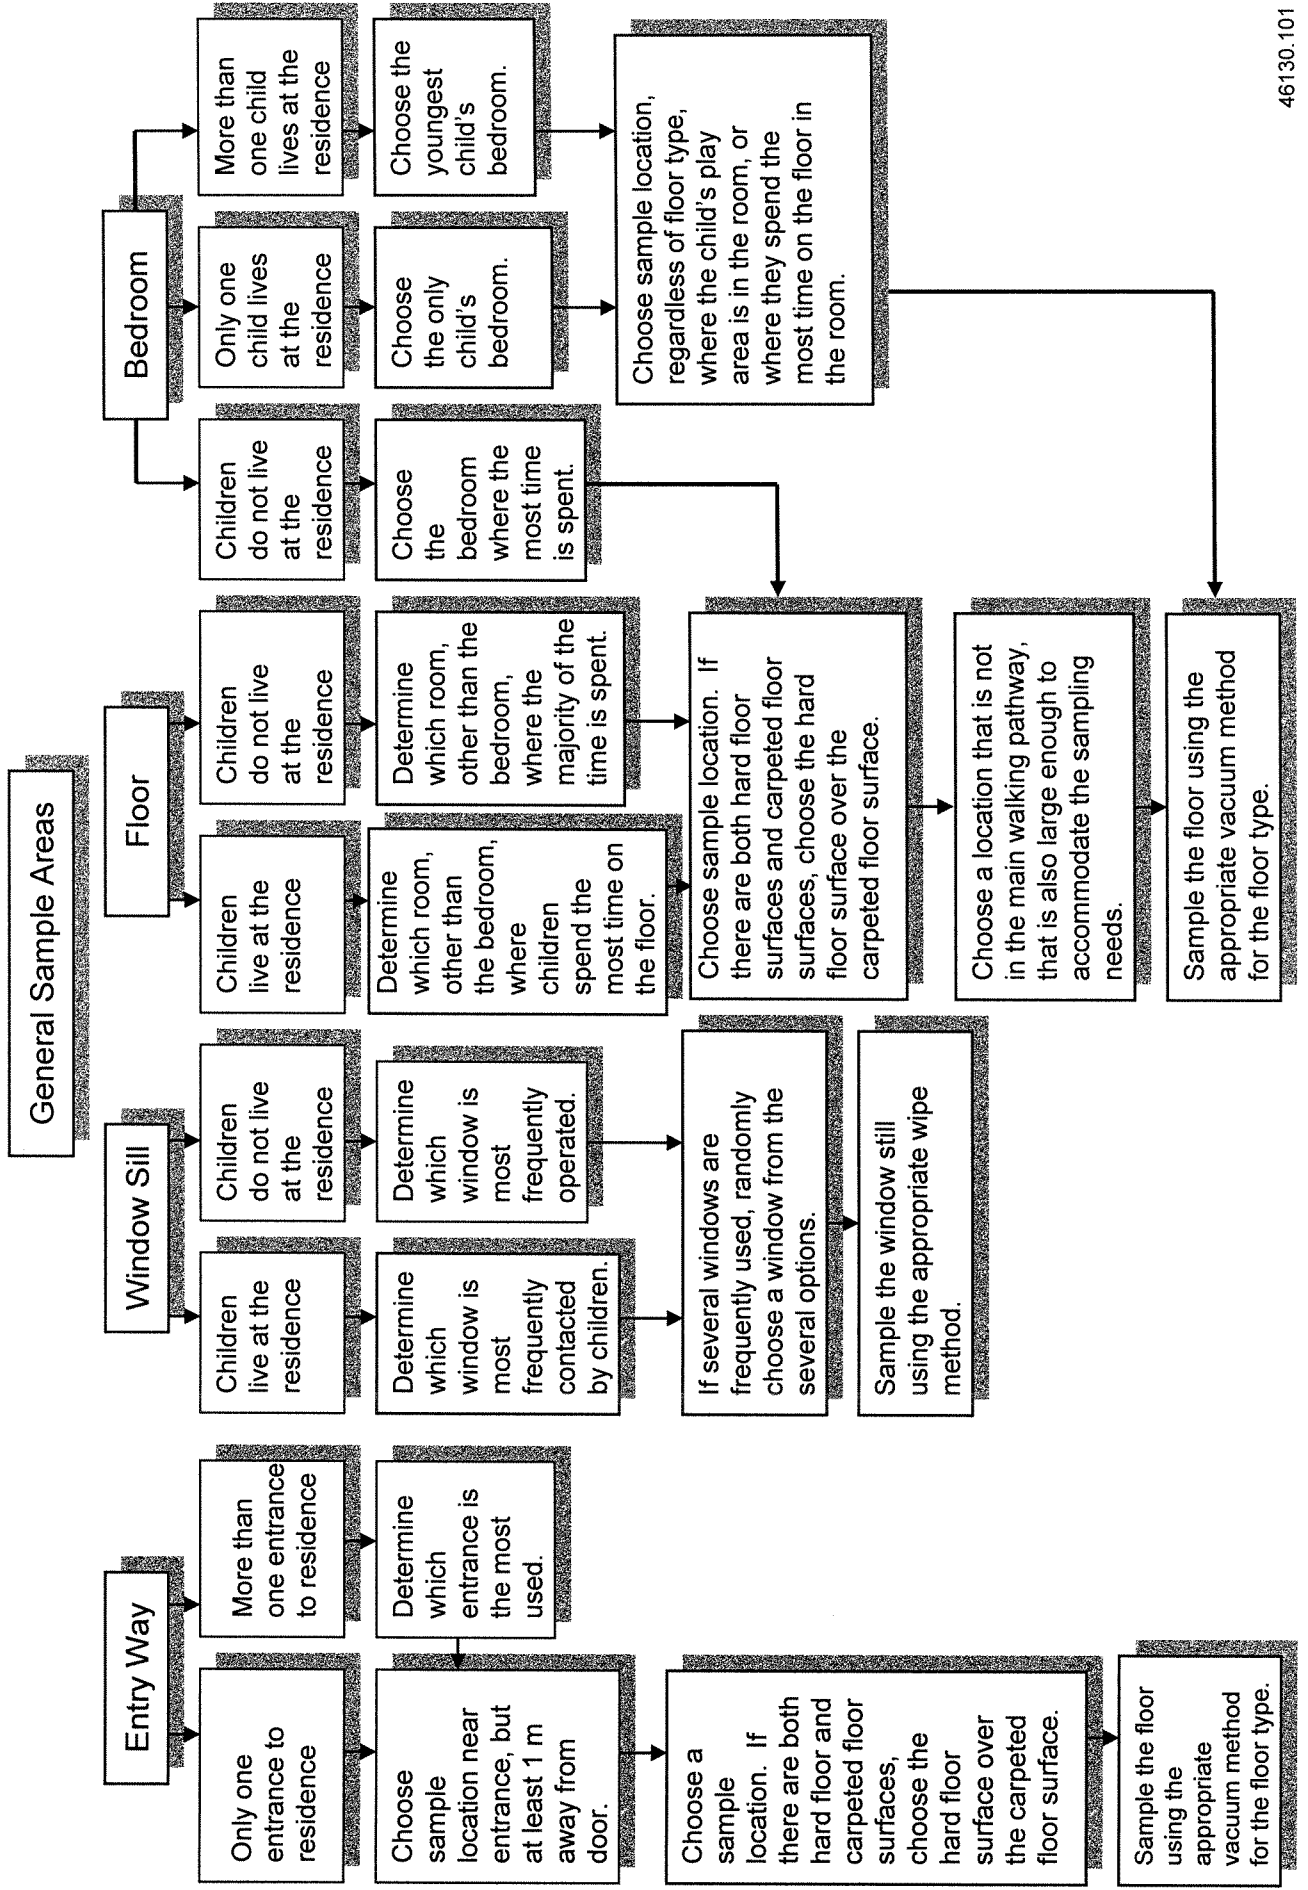 General Sample Areas
Entry Way
Only one
entrance to
residence
More than
one entrance
to residence
Choose
sample
location near
entrance, but
at least 1 m
away from
door.
Determine
which
entrance is
the most
used.
Choose a
sample
location. If
there are both
hard floor and
carpeted floor
surfaces,
choose the
hard floor
surface over
the carpeted
floor surface.
Sample the floor
using the
appropriate
vacuum method
for the floor type.
Window Sill
Children
live at the
residence
Children
do not live
at the
residence
Determine
which
window is
most
frequently
contacted
by children.
Determine
which
window is
most
frequently
operated.
If several windows are
frequently used, randomly
choose a window from the
several options.
Sample the window still
using the appropriate wipe
method.
Floor
Children
live at the
residence
Children
do not live
at the
residence
Determine
which room,
other than
the bedroom,
where
children
spend the
most time on
the floor.
Determine
which room,
other than the
bedroom,
where the
majority of the
time is spent.
Choose sample location. If
there are both hard floor
surfaces and carpeted floor
surfaces, choose the hard
floor surface over the
carpeted floor surface.
Choose a location that is not
in the main walking pathway,
that is also large enough to
accommodate the sampling
needs.
Sample the floor using the
appropriate vacuum method
for the floor type.
Bedroom
Children
do not live
at the
residence
Only one
child lives
at the
residence
More than
one child
lives at the
residence
Choose
the
bedroom
where the
most time
is spent.
Choose
the only
child's
bedroom.
Choose the
youngest
child's
bedroom.
Choose sample location,
regardless of floor type,
where the child's play
area is in the room, or
where they spend the
most time on the floor in
the room.
46130.101